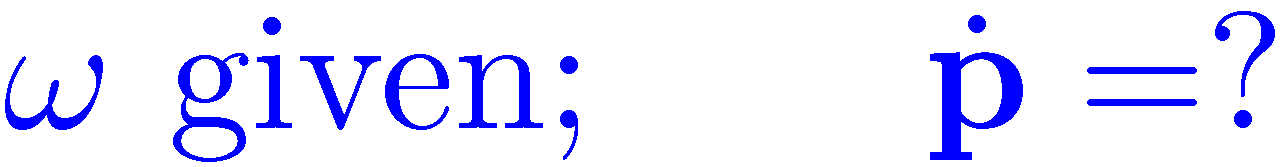 ω given; ṗ =?